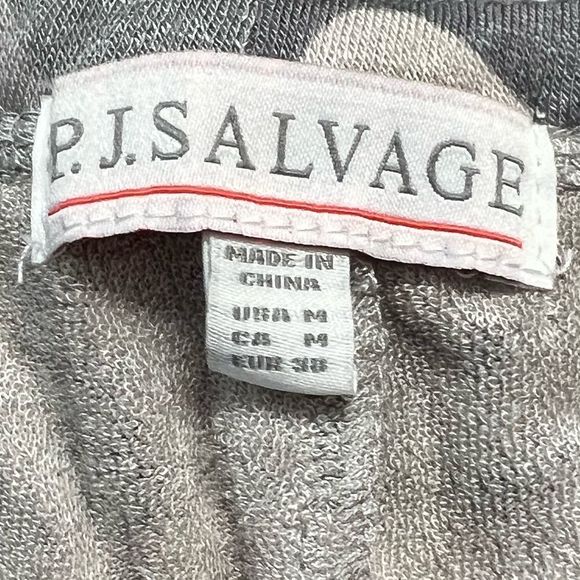 P.J.SALVAGE
MADE IN
CHINA
USA M
CA M
EUR 38